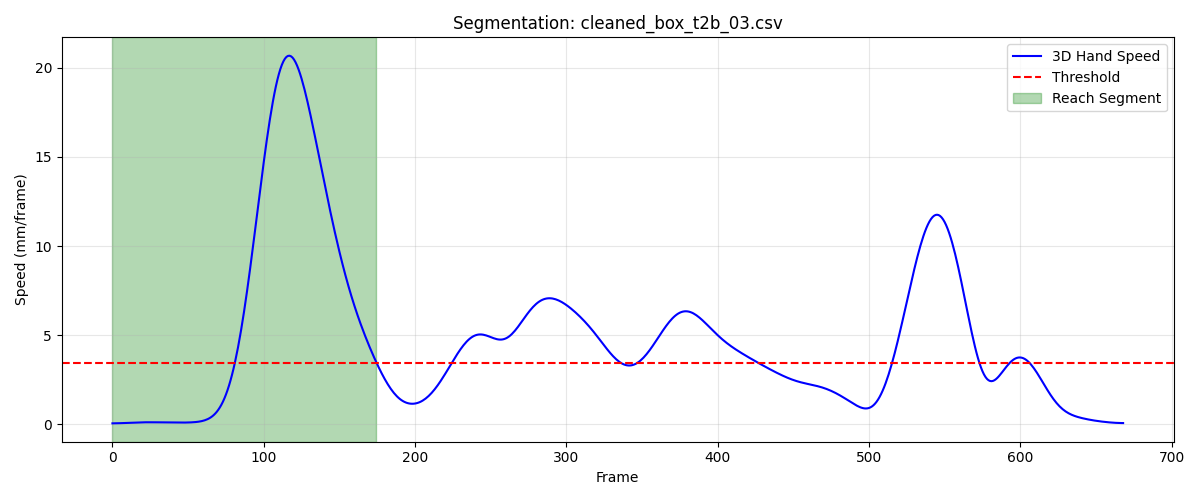 Segmentation: cleaned_box_t2b_03.csv
3D Hand Speed
Threshold
Reach Segment
Speed (mm/frame)
20
15
10
5
0
0 100 200 300 400 500 600 700
Frame